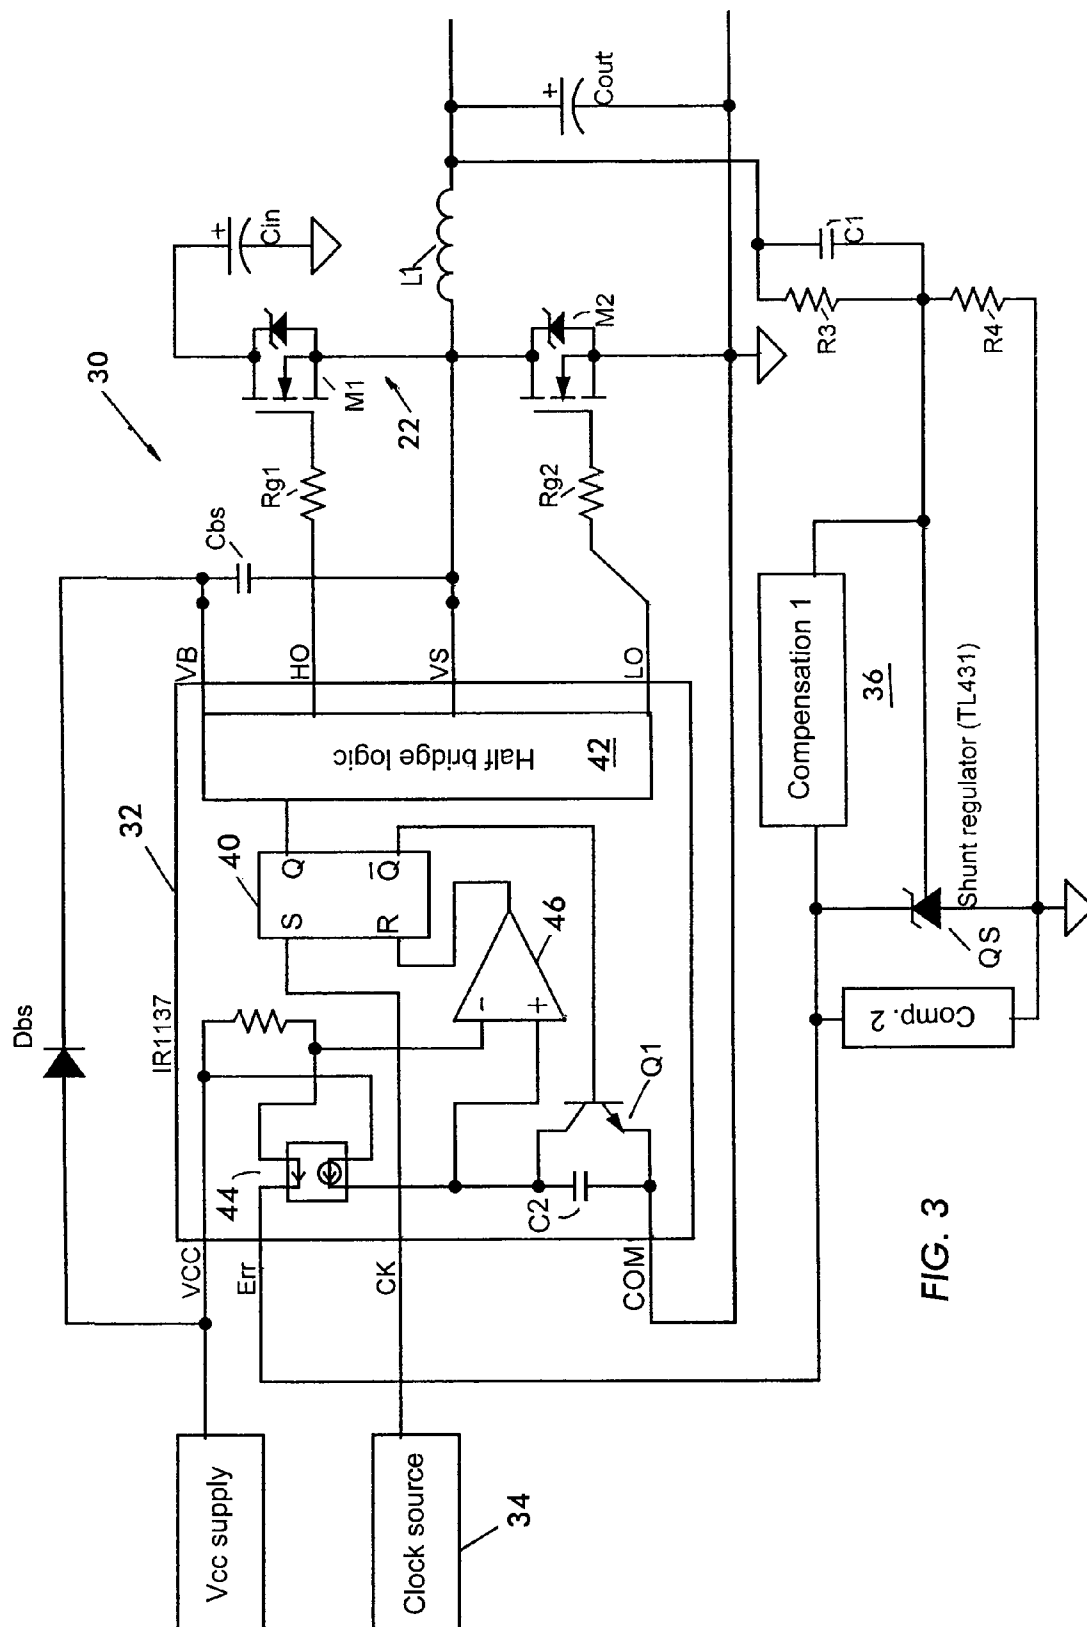 30
22
Cin
+
M1
L1
Cout
+
M2
Rg1
Rg2
Cbs
Dbs
VB
HO
VS
LO
IR1137
32
Half bridge logic
42
40
S
Q
R
Q
46
-
+
44
C2
Q1
VCC
Err
CK
COM
Vcc supply
Clock source
34
C1
R3
R4
Compensation 1
36
Shunt regulator (TL431)
QS
Comp. 2
FIG. 3